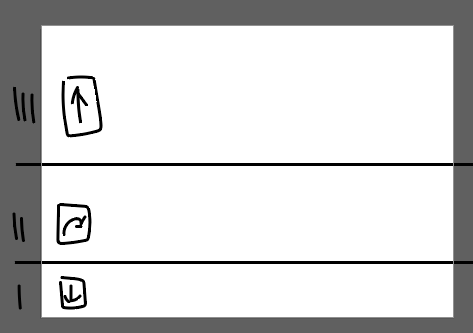 III ↑
II ↷
I ↓